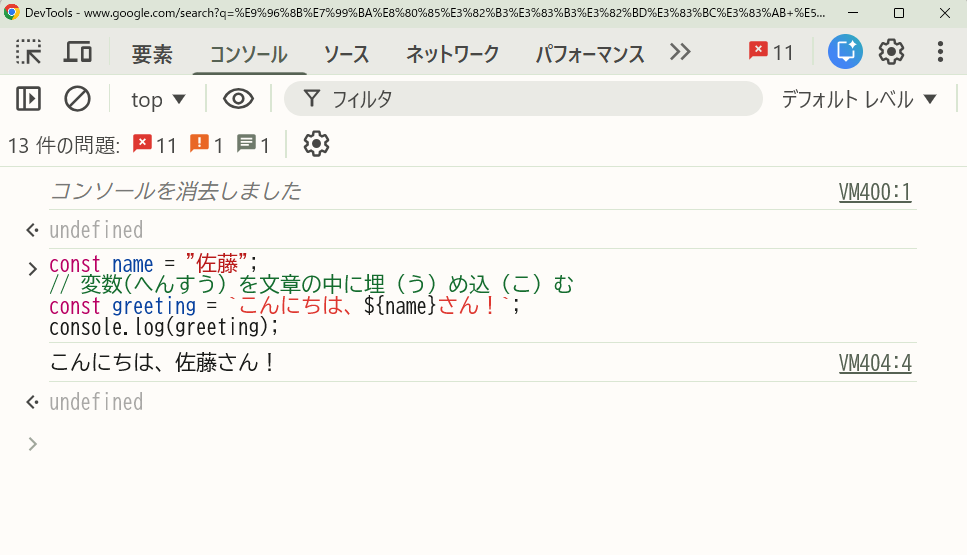 DevTools - www.google.com/search?q=%E9%96%8B%E7%99%BA%E8%80%85%E3%82%B3%E3%83%B3%E3%82%BD%E3%83%BC%E3%83%AB+%E5...
要素 コンソール ソース ネットワーク パフォーマンス 11
top フィルタ デフォルト レベル
13 件の問題: 11 1 1
コンソールを消去しました VM400:1
undefined
const name = "佐藤";
// 変数(へんすう）を文章の中に埋（う）め込（こ）む
const greeting = `こんにちは、${name}さん！`;
console.log(greeting);
こんにちは、佐藤さん！ VM404:4
undefined